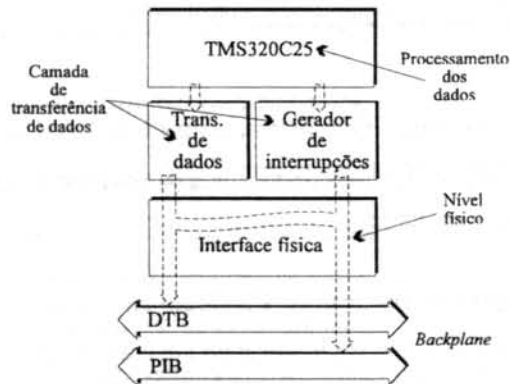 TMS320C25
Processamento
dos
dados
Camada
de
transferência
de dados
Trans.
de
dados
Gerador
de
interrupções
Nível
físico
Interface física
DTB
Backplane
PIB